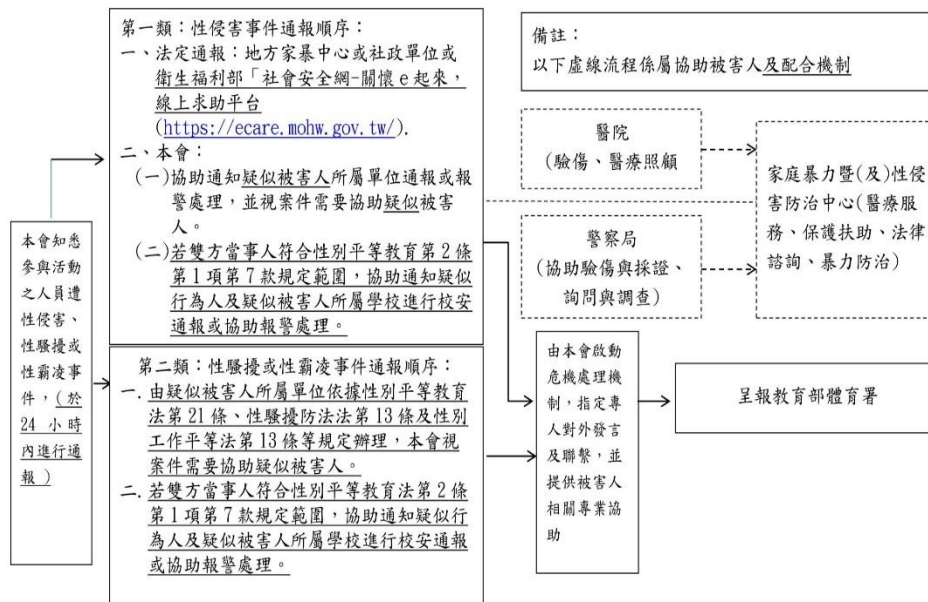 本會知悉
參與活動
之人員遭
性侵害、
性騷擾或
性霸凌事
件，(於
24 小時
內進行通
報)
第一類：性侵害事件通報順序：
一、法定通報：地方家暴中心或社政單位或
衛生福利部「社會安全網-關懷 e 起來，
線上求助平台
(https://ecare.mohw.gov.tw/).
二、本會：
(一)協助通知疑似被害人所屬單位通報或報
警處理，並視案件需要協助疑似被害
人。
(二)若雙方當事人符合性別平等教育第 2 條
第 1 項第 7 款規定範圍，協助通知疑似
行為人及疑似被害人所屬學校進行校安
通報或協助報警處理。
第二類：性騷擾或性霸凌事件通報順序：
一. 由疑似被害人所屬單位依據性別平等教育
法第 21 條、性騷擾防法法第 13 條及性別
工作平等法第 13 條等規定辦理，本會視
案件需要協助疑似被害人。
二. 若雙方當事人符合性別平等教育法第 2 條
第 1 項第 7 款規定範圍，協助通知疑似行
為人及疑似被害人所屬學校進行校安通報
或協助報警處理。
備註：
以下虛線流程係屬協助被害人及配合機制
醫院
(驗傷、醫療照顧
警察局
(協助驗傷與採證、
詢問與調查)
家庭暴力暨(及)性侵
害防治中心(醫療服
務、保護扶助、法律
諮詢、暴力防治)
由本會啟動
危機處理機
制，指定專
人對外發言
及聯繫，並
提供被害人
相關專業協
助
呈報教育部體育署